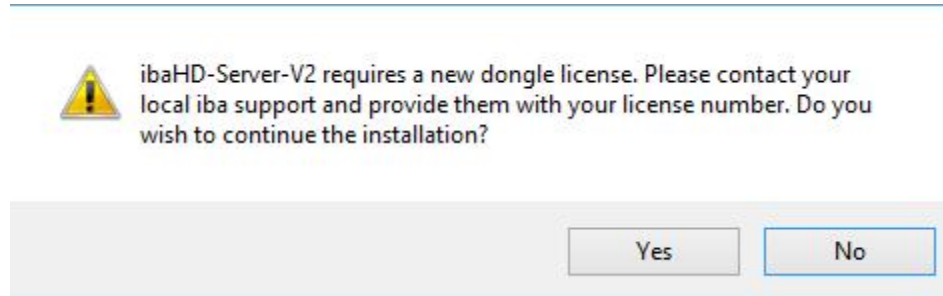 ibaHD-Server-V2 requires a new dongle license. Please contact your
local iba support and provide them with your license number. Do you
wish to continue the installation?
Yes
No